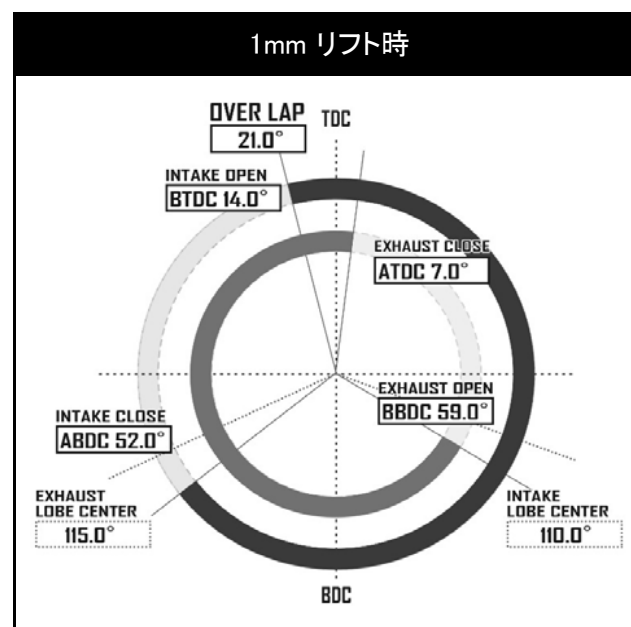 1mm リフト時
OVER LAP
21.0°
TDC
INTAKE OPEN
BTDC 14.0°
EXHAUST CLOSE
ATDC 7.0°
EXHAUST OPEN
BBDC 59.0°
INTAKE CLOSE
ABDC 52.0°
EXHAUST
LOBE CENTER
115.0°
INTAKE
LOBE CENTER
110.0°
BDC